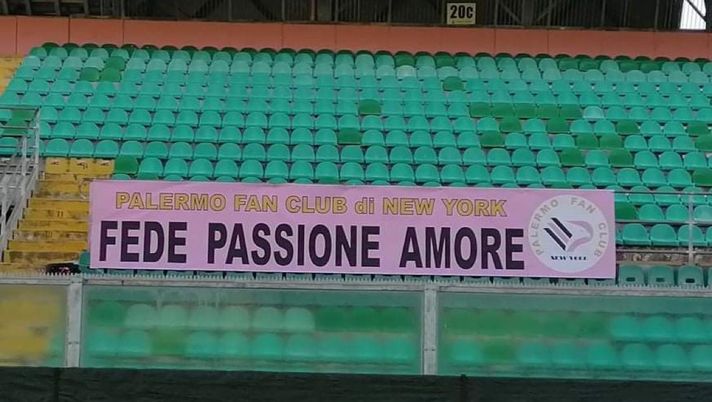 20C
PALERMO FAN CLUB di NEW YORK
FEDE PASSIONE AMORE
PALERMO FAN CLUB
NEW YORK